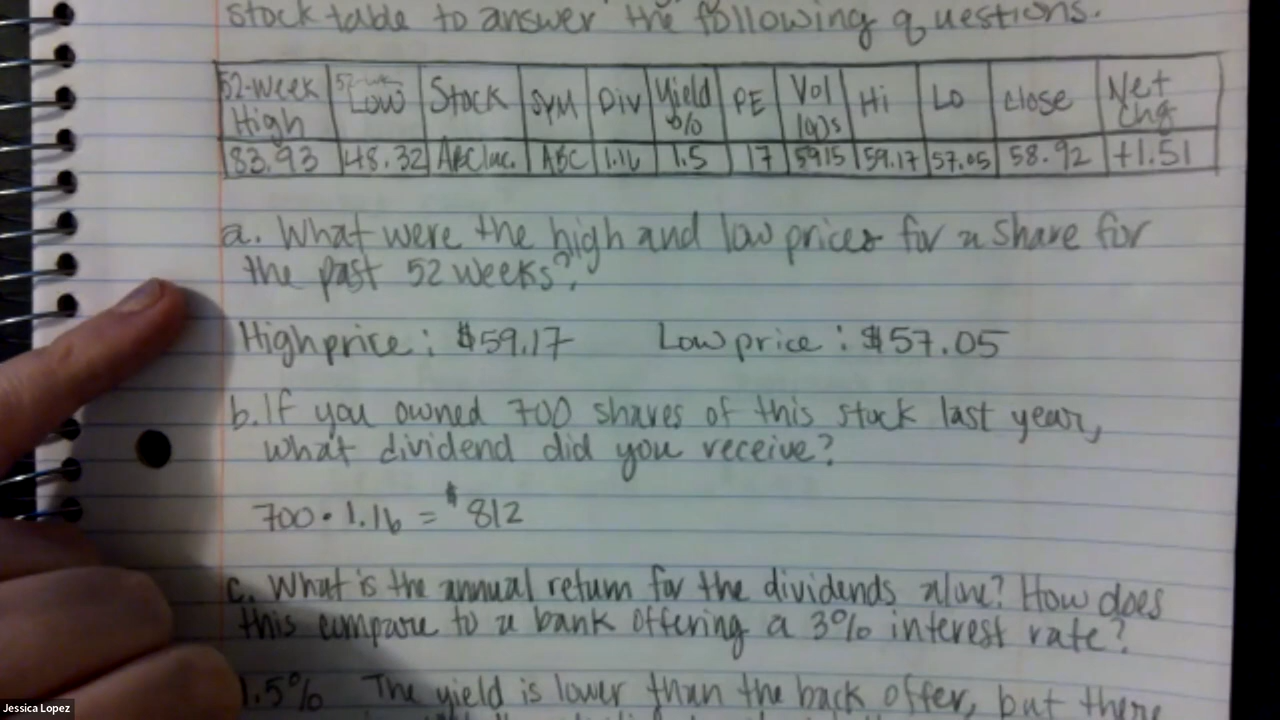 stock table to answer the following questions.
52-Week High 52-week Low Stock SYM Div Yield % PE Vol 100s Hi Lo close Net chg
83.93 48.32 ABC Inc. ABC 1.16 1.5 17 5915 59.17 57.05 58.92 +1.51
a. What were the high and low prices for a share for
the past 52 weeks?
High price: $59.17 Low price: $57.05
b. If you owned 700 shares of this stock last year,
what dividend did you receive?
700 • 1.16 = $812
c. What is the annual return for the dividends alone? How does
this compare to a bank offering a 3% interest rate?
1.5% The yield is lower than the back offer, but there
Jessica Lopez